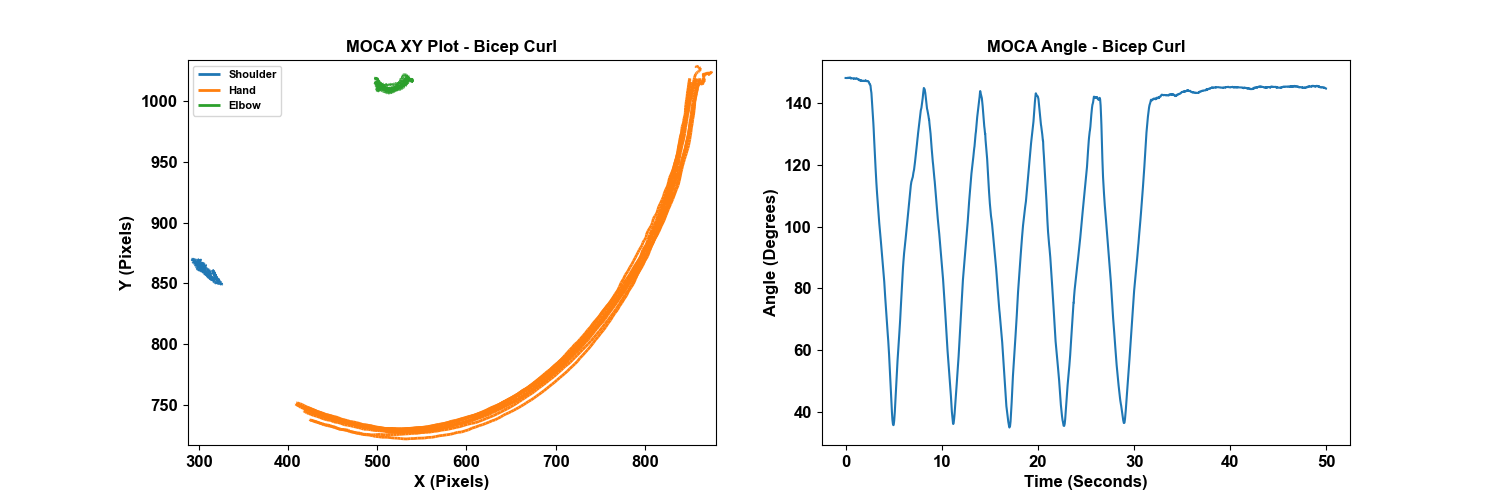 MOCA XY Plot - Bicep Curl
Shoulder
Hand
Elbow
1000
950
900
850
800
750
300 400 500 600 700 800
X (Pixels)
Y (Pixels)
MOCA Angle - Bicep Curl
140
120
100
80
60
40
0 10 20 30 40 50
Time (Seconds)
Angle (Degrees)